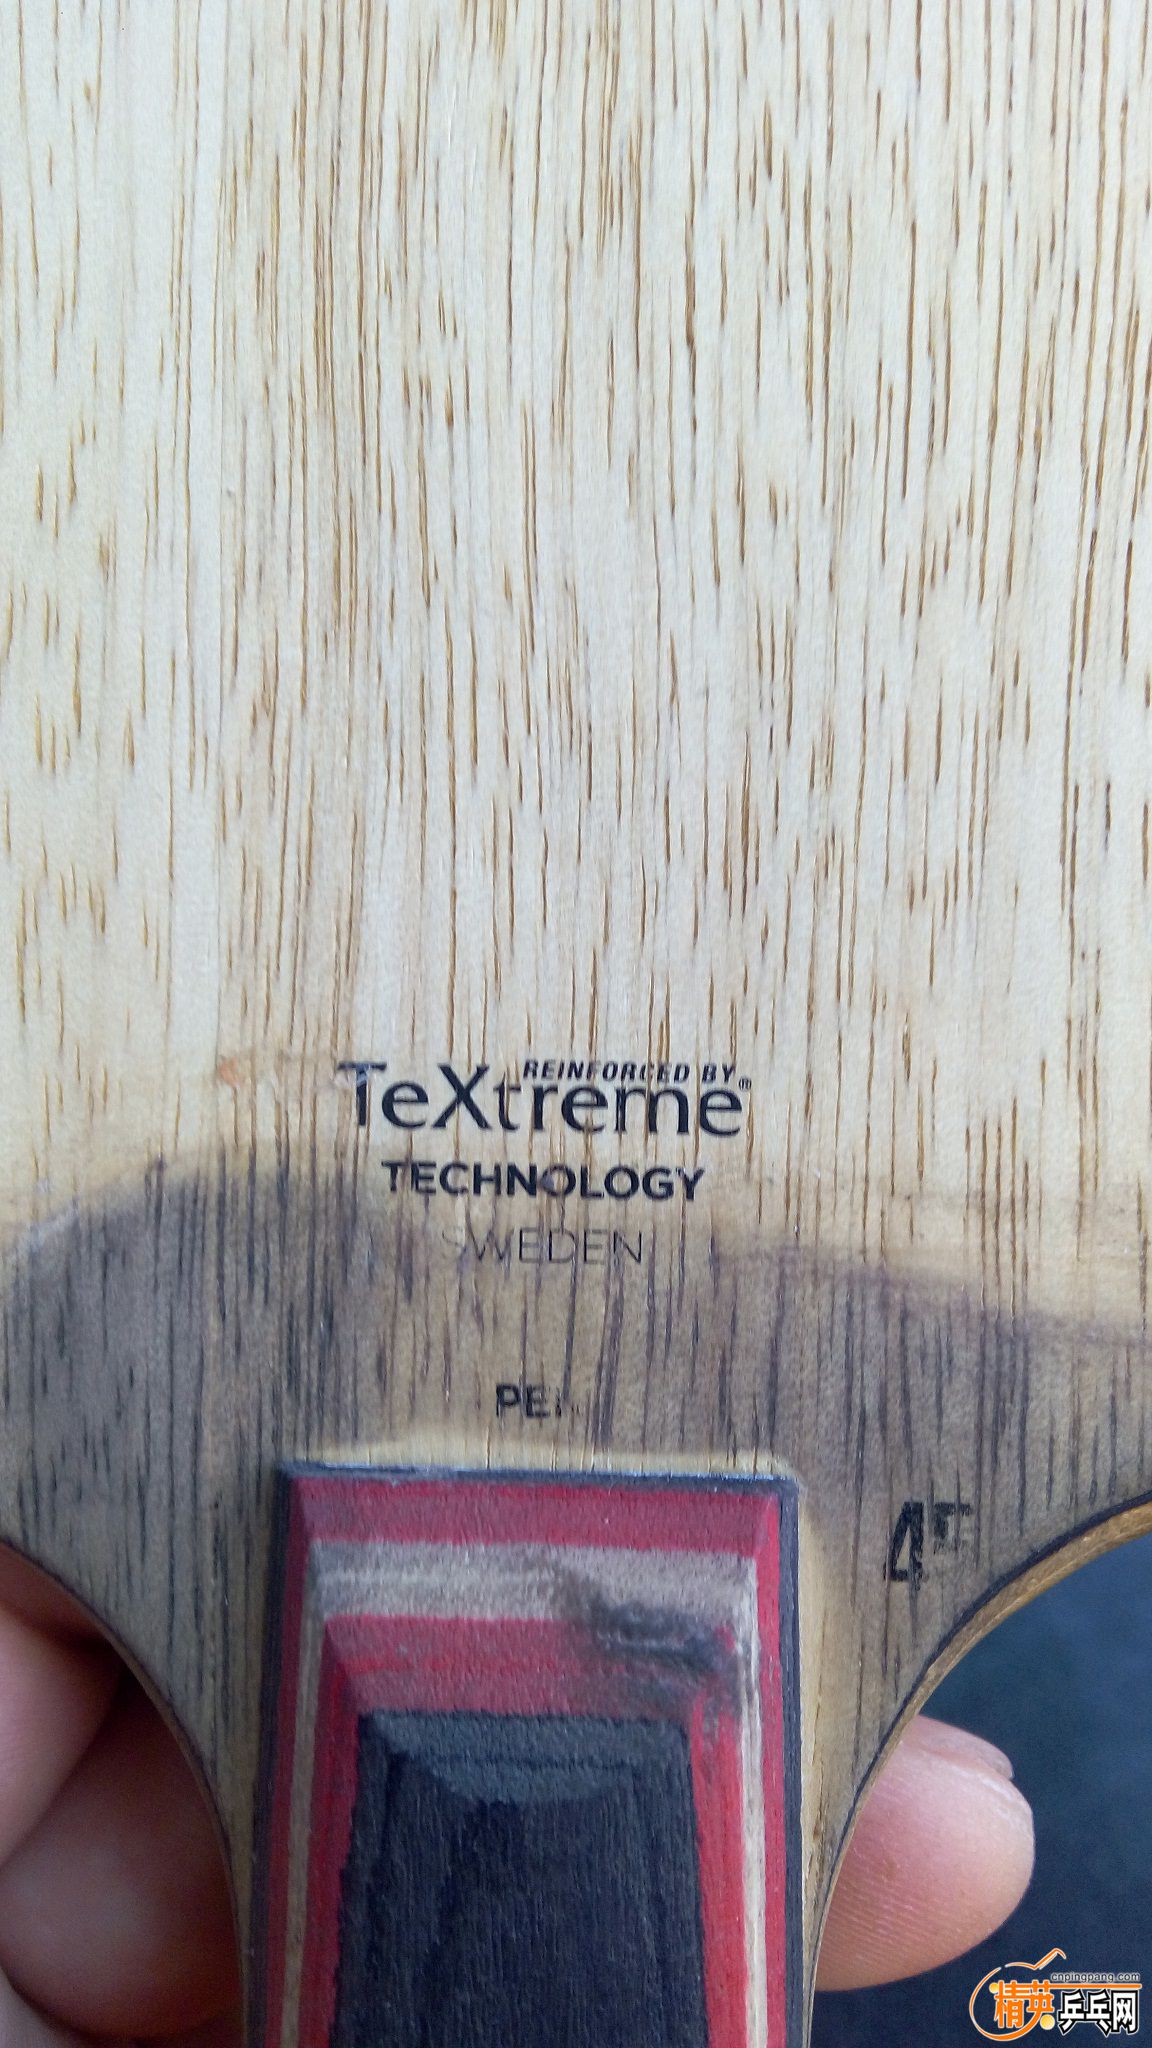 REINFORCED BY
TeXtreme®
TECHNOLOGY
SWEDEN
cnpingpang.com
精英乒乓网